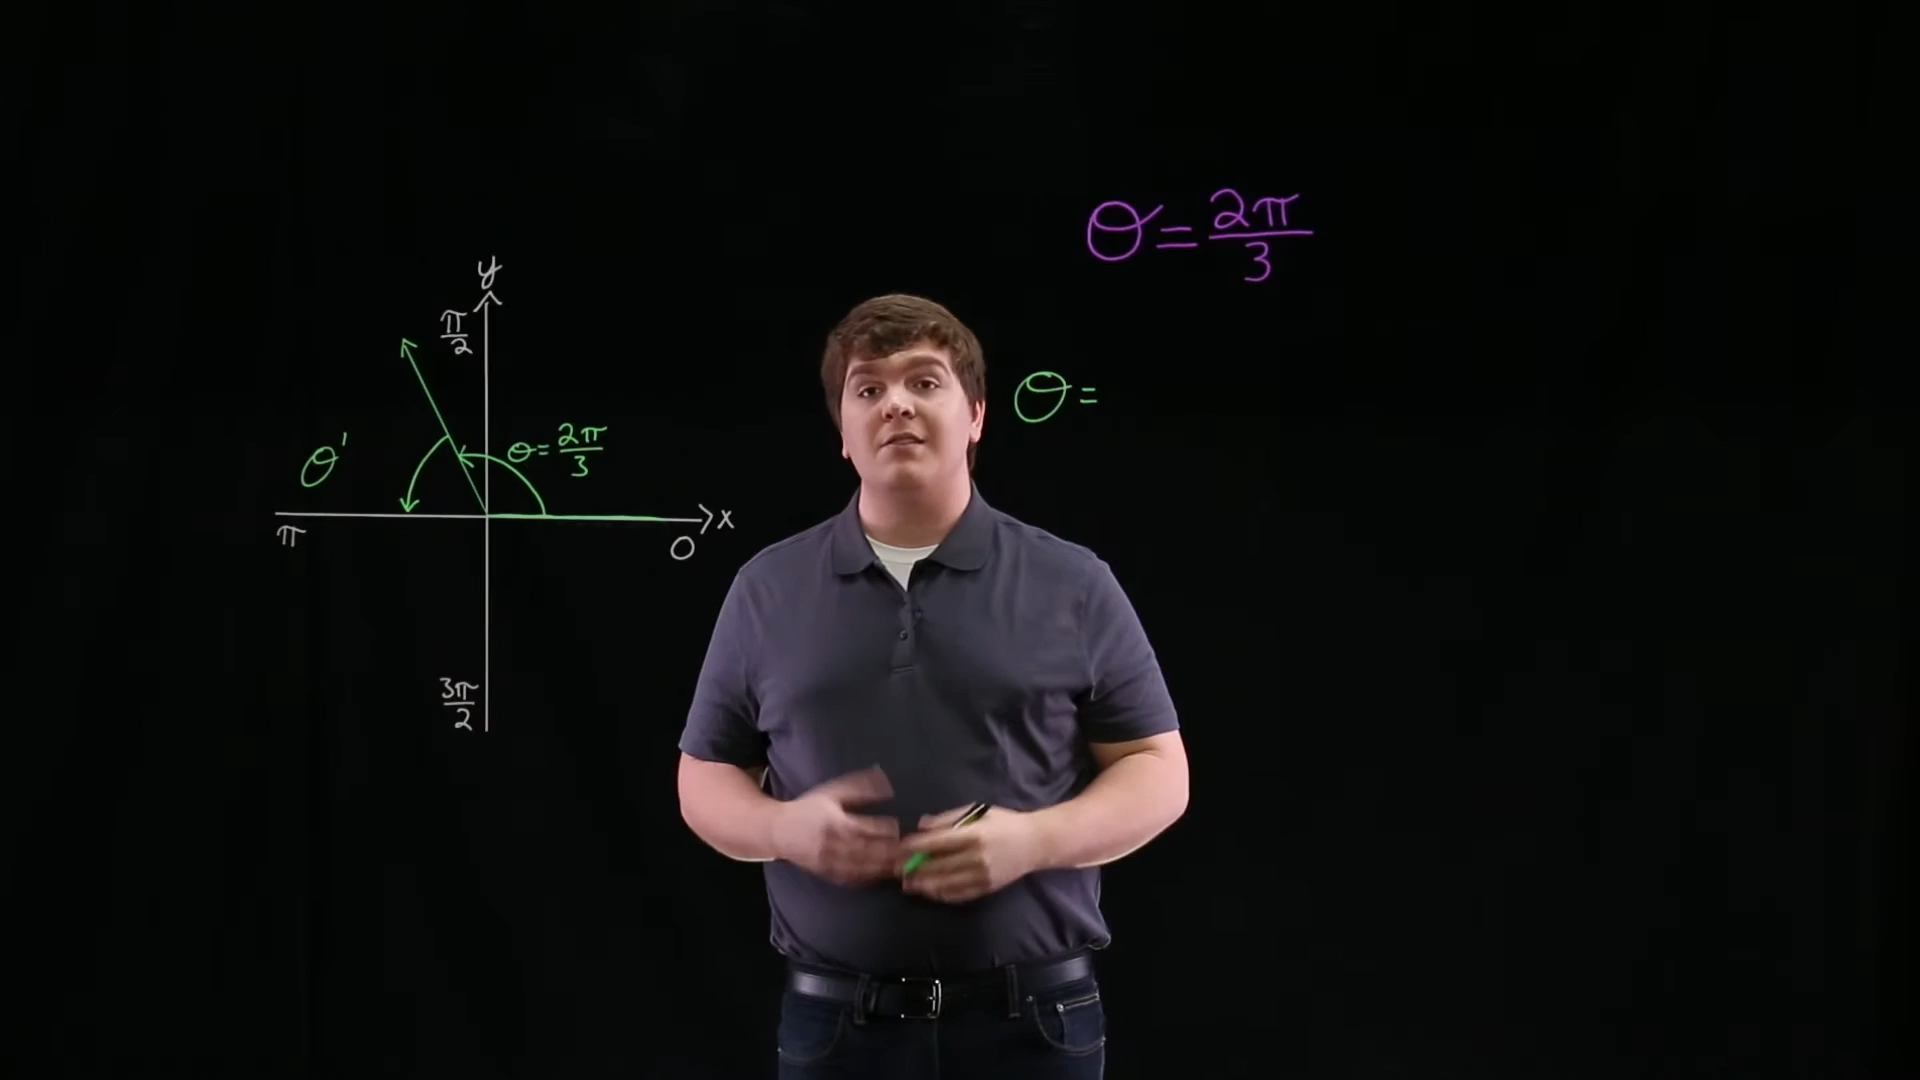 θ = 2π/3
y
π/2
θ =
θ = 2π/3
θ'
x
π
0
3π/2